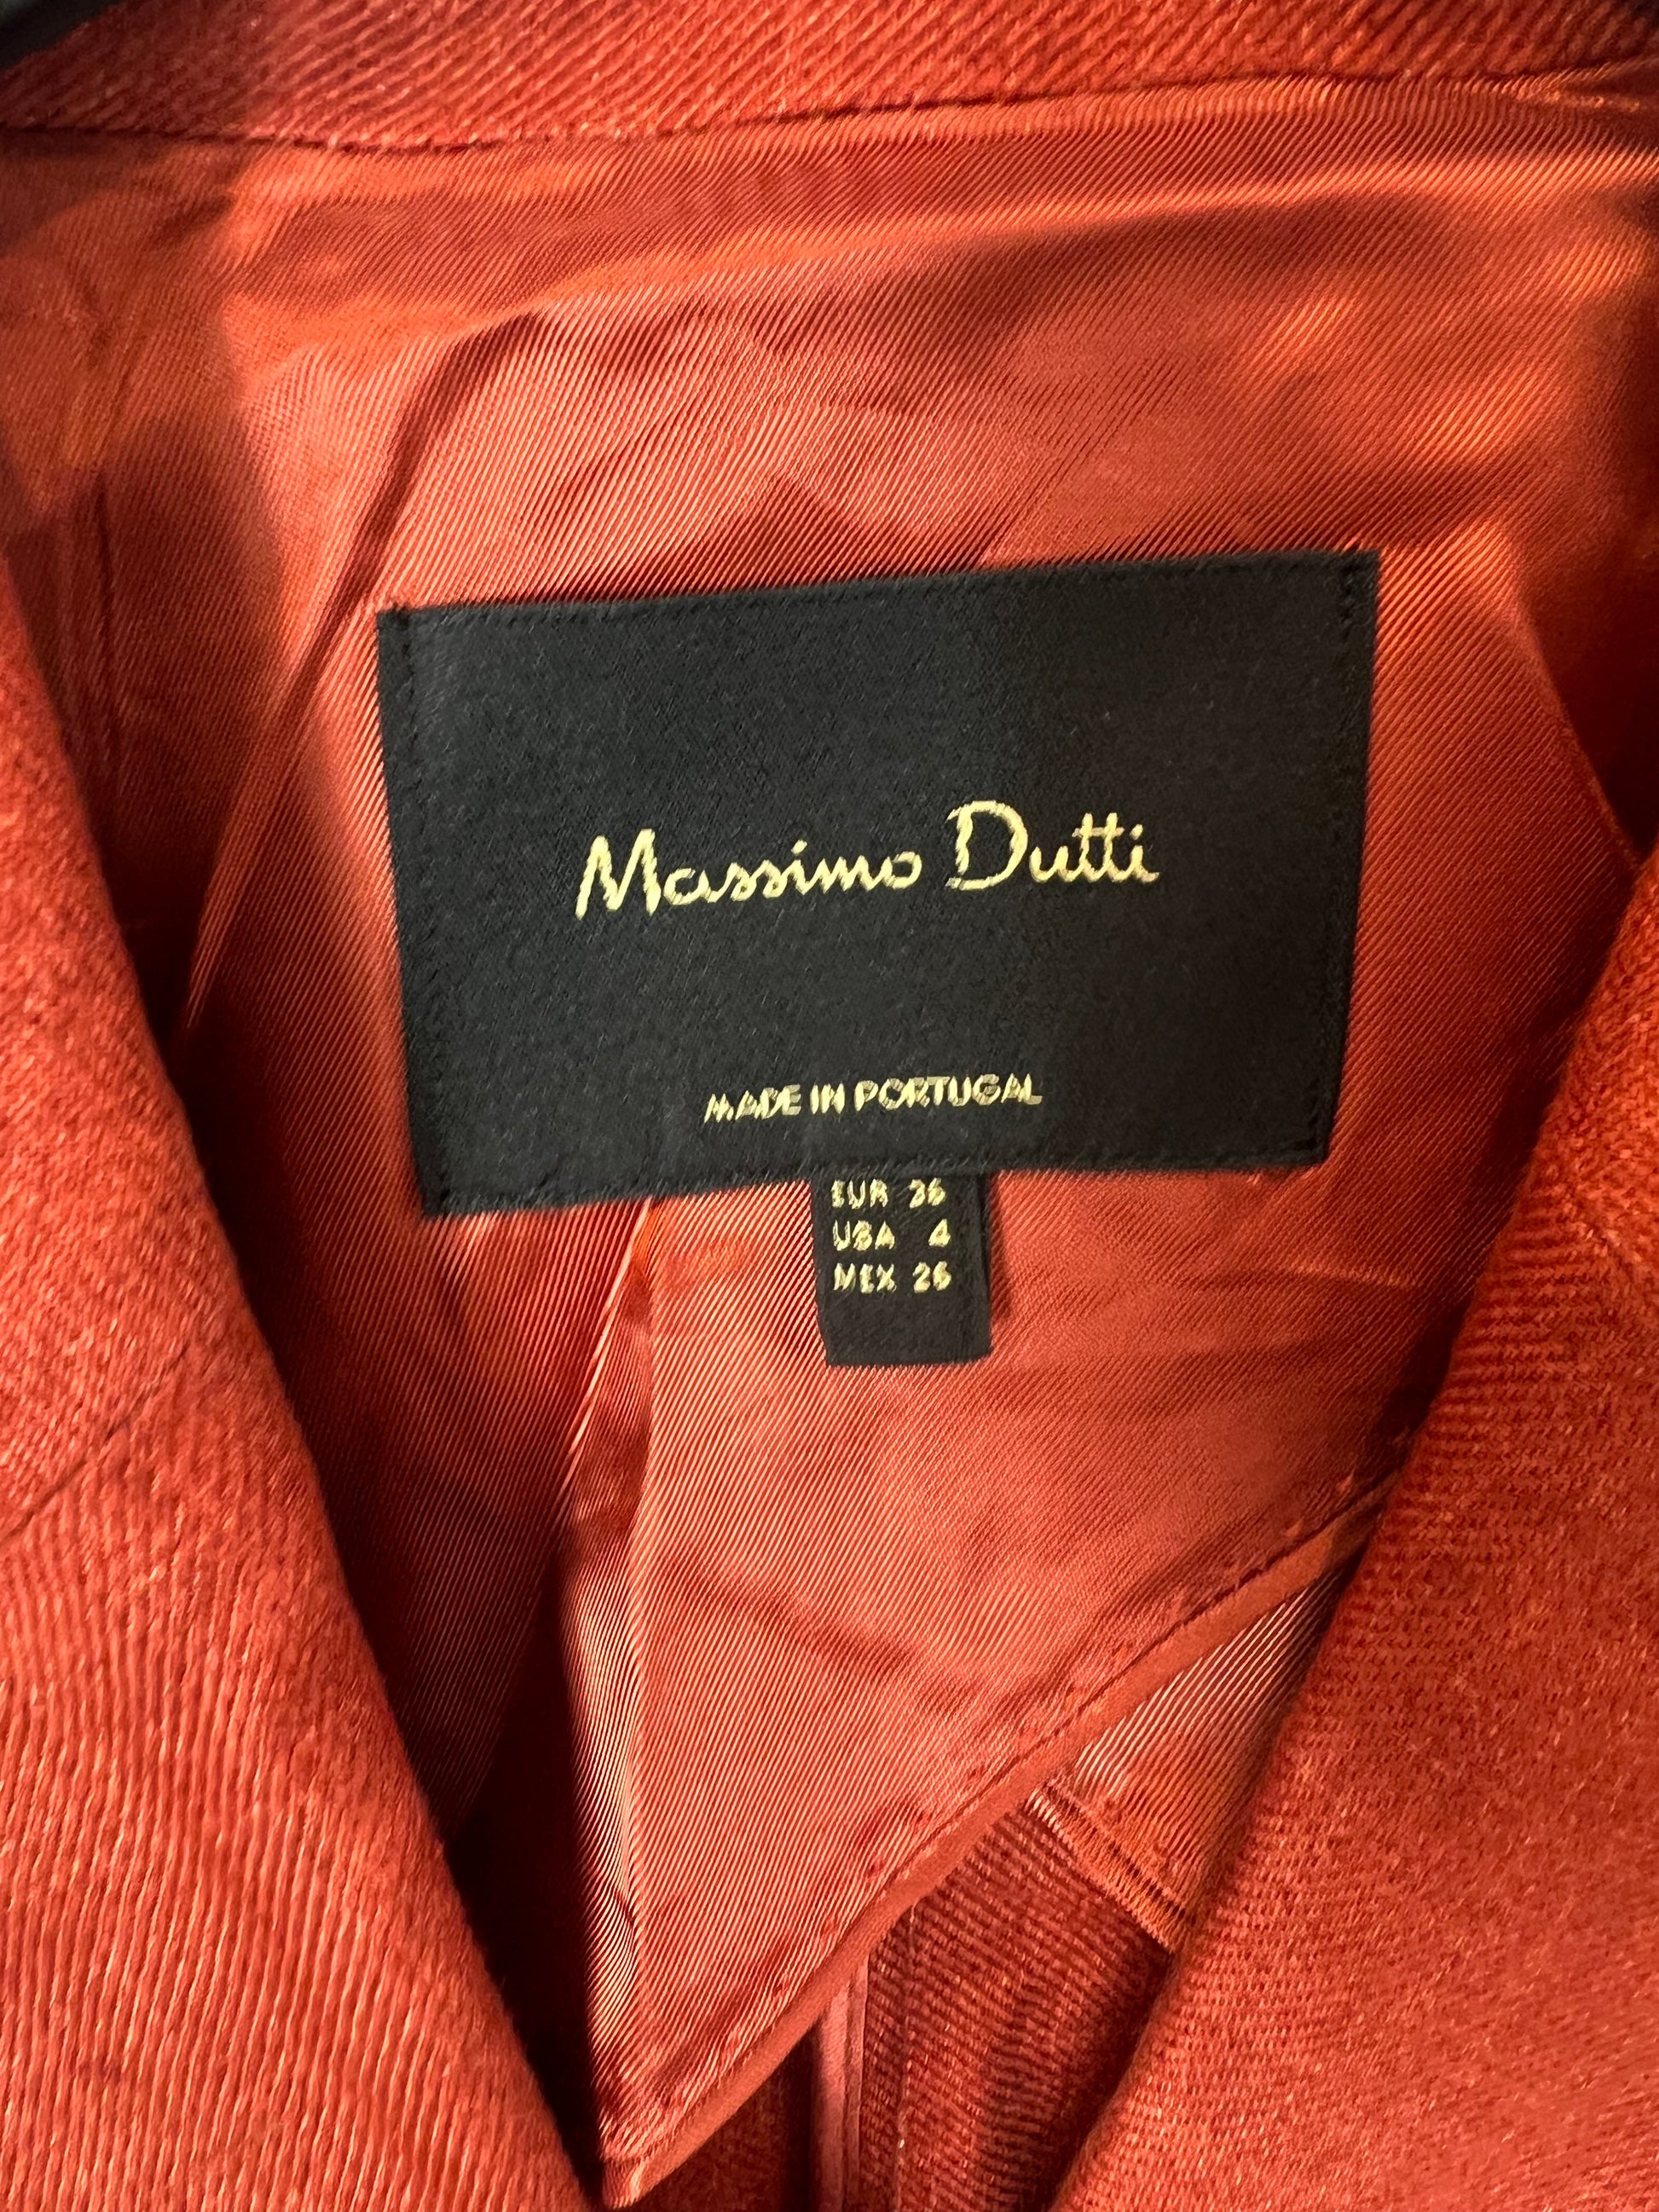 Massimo Dutti
MADE IN PORTUGAL
EUR 36
USA 4
MEX 26